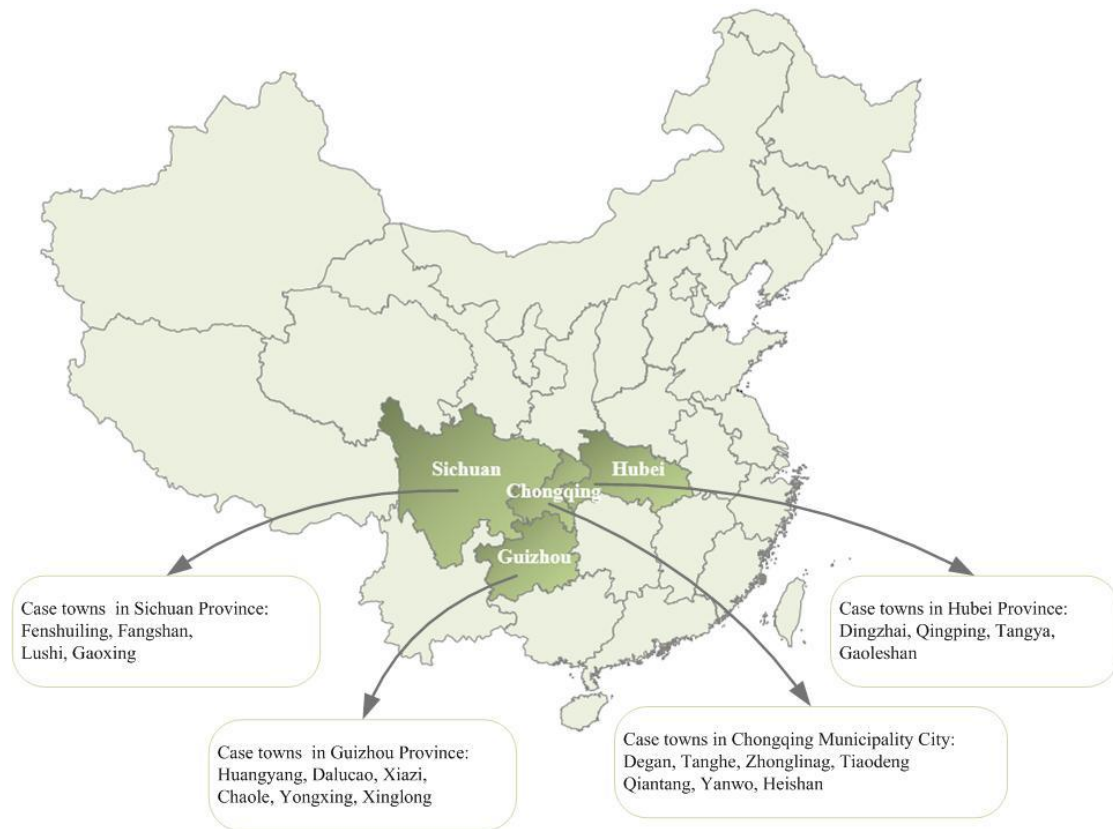 Sichuan
Hubei
Chongqing
Guizhou
Case towns in Sichuan Province:
Fenshuiling, Fangshan,
Lushi, Gaoxing
Case towns in Hubei Province:
Dingzhai, Qingping, Tangya,
Gaoleshan
Case towns in Guizhou Province:
Huangyang, Dalucao, Xiazi,
Chaole, Yongxing, Xinglong
Case towns in Chongqing Municipality City:
Degan, Tanghe, Zhonglinag, Tiaodeng
Qiantang, Yanwo, Heishan